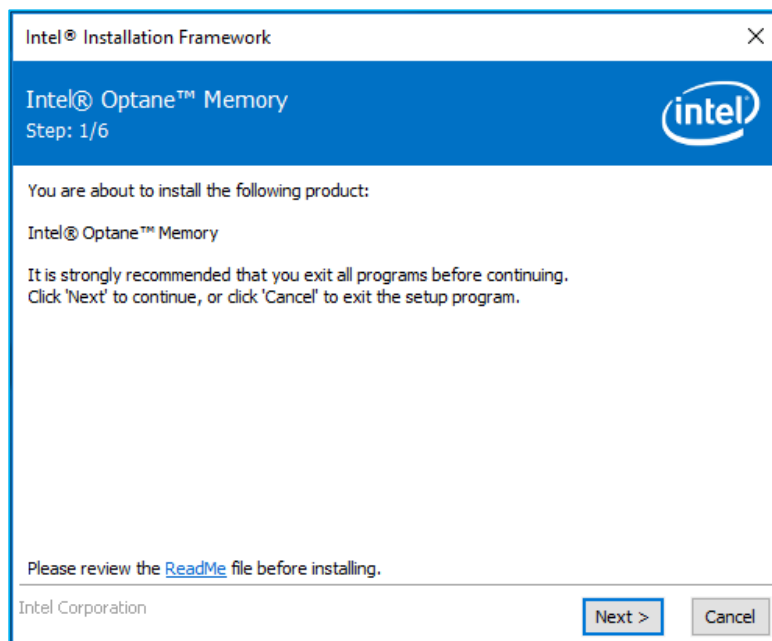 Intel® Installation Framework
Intel® Optane™ Memory
Step: 1/6
intel
You are about to install the following product:
Intel® Optane™ Memory
It is strongly recommended that you exit all programs before continuing.
Click 'Next' to continue, or click 'Cancel' to exit the setup program.
Please review the ReadMe file before installing.
Intel Corporation
Next >
Cancel